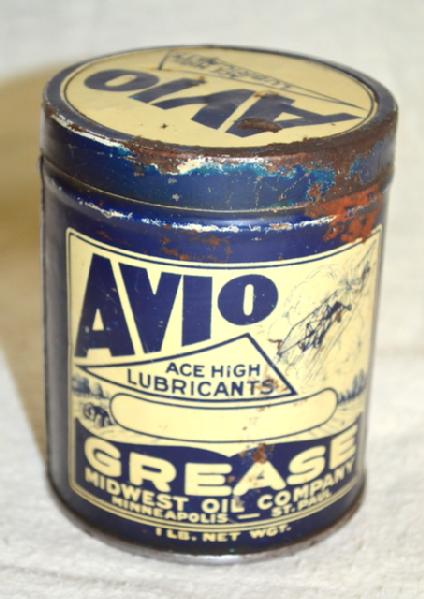 AVIO
AVIO
ACE HIGH
LUBRICANTS
GREASE
MIDWEST OIL COMPANY
MINNEAPOLIS — ST. PAUL
1 LB. NET WGT.